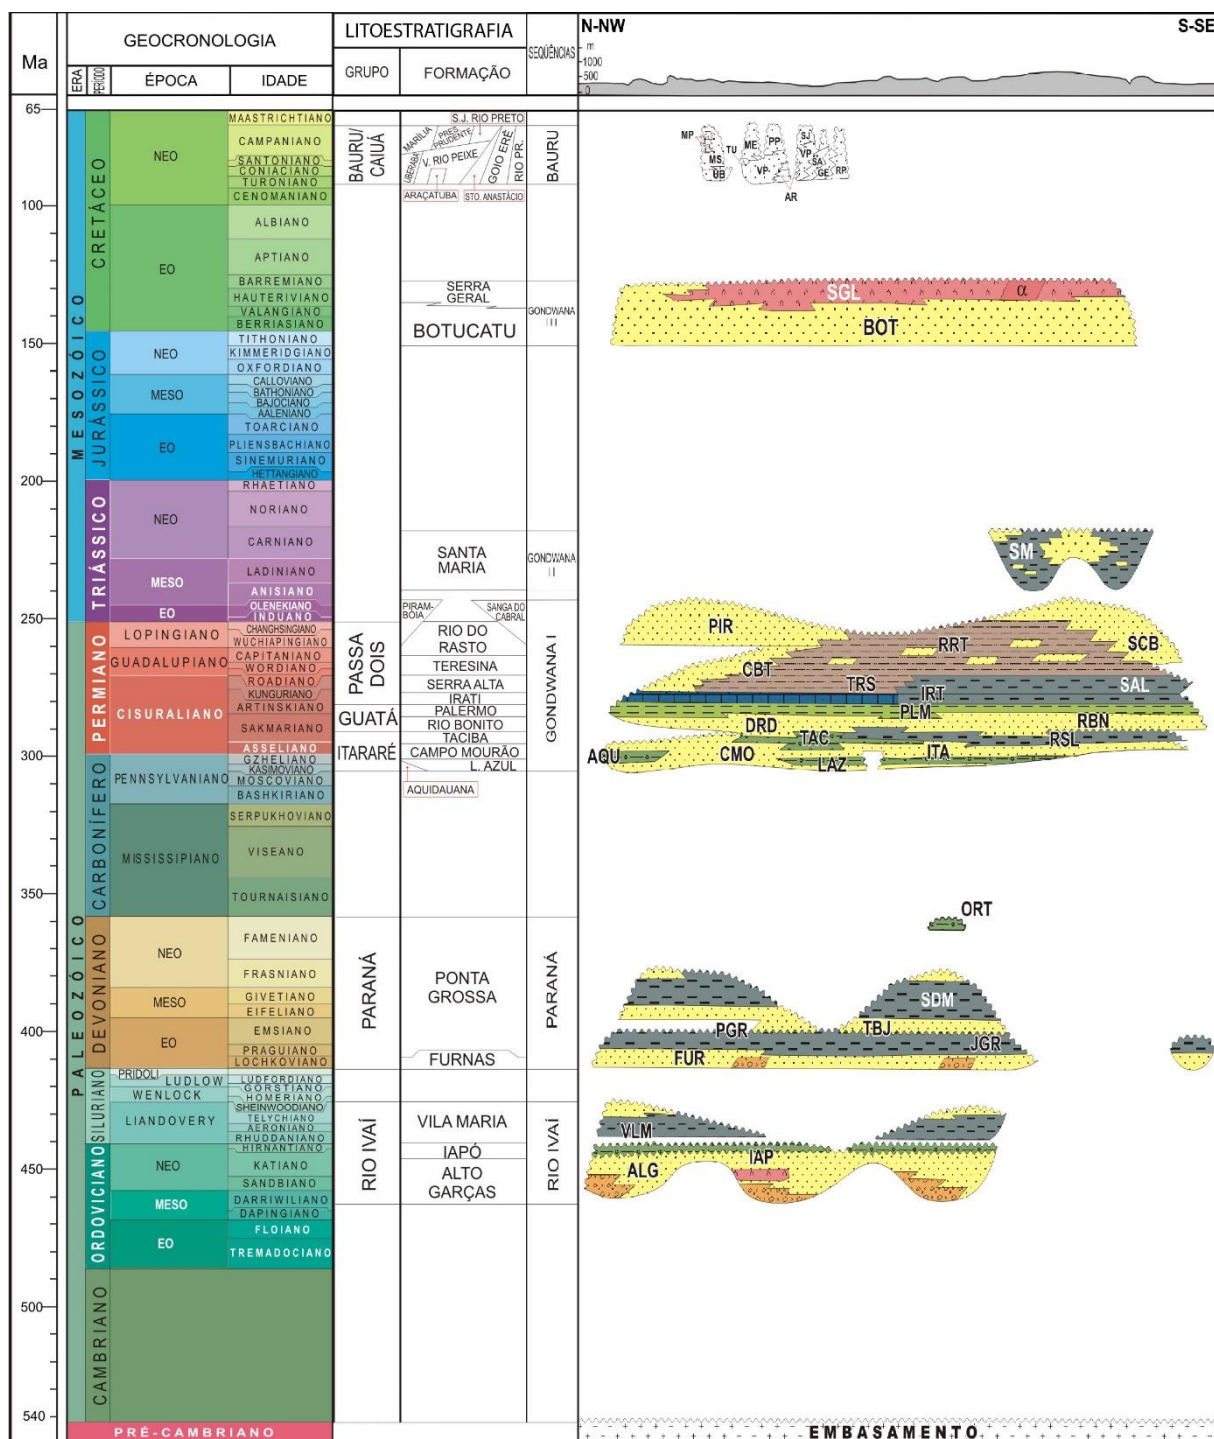 GEOCRONOLOGIA
LITOESTRATIGRAFIA
N-NW
S-SE
Ma
ERA
PERÍODO
ÉPOCA
IDADE
GRUPO
FORMAÇÃO
SEQÜÊNCIAS
m
1000
500
0
65
100
150
200
250
300
350
400
450
500
540
MESOZÓICO
PALEOZÓICO
CRETÁCEO
JURÁSSICO
TRIÁSSICO
PERMIANO
CARBONÍFERO
DEVONIANO
SILURIANO
ORDOVICIANO
CAMBRIANO
PRÉ-CAMBRIANO
NEO
EO
NEO
MESO
EO
NEO
MESO
EO
LOPINGIANO
GUADALUPIANO
CISURALIANO
PENNSYLVANIANO
MISSISSIPIANO
NEO
MESO
EO
PRIDOLI
LUDLOW
WENLOCK
LIANDOVERY
NEO
MESO
EO
MAASTRICHTIANO
CAMPANIANO
SANTONIANO
CONIACIANO
TURONIANO
CENOMANIANO
ALBIANO
APTIANO
BARREMIANO
HAUTERIVIANO
VALANGIANO
BERRIASIANO
TITHONIANO
KIMMERIDGIANO
OXFORDIANO
CALLOVIANO
BATHONIANO
BAJOCIANO
AALENIANO
TOARCIANO
PLIENSBACHIANO
SINEMURIANO
HETTANGIANO
RHAETIANO
NORIANO
CARNIANO
LADINIANO
ANISIANO
OLENEKIANO
INDUANO
CHANGHSINGIANO
WUCHIAPINGIANO
CAPITANIANO
WORDIANO
ROADIANO
KUNGURIANO
ARTINSKIANO
SAKMARIANO
ASSELIANO
GZHELIANO
KASIMOVIANO
MOSCOVIANO
BASHKIRIANO
SERPUKHOVIANO
VISEANO
TOURNAISIANO
FAMENIANO
FRASNIANO
GIVETIANO
EIFELIANO
EMSIANO
PRAGUIANO
LOCHKOVIANO
LUDFORDIANO
GORSTIANO
HOMERIANO
SHEINWOODIANO
TELYCHIANO
AERONIANO
RHUDDANIANO
HIRNANTIANO
KATIANO
SANDBIANO
DARRIWILIANO
DAPINGIANO
FLOIANO
TREMADOCIANO
BAURU/
CAIUÁ
PASSA
DOIS
GUATÁ
ITARARÉ
PARANÁ
RIO IVAÍ
S.J. RIO PRETO
MARÍLIA
PRES.
PRUDENTE
UBERABA
V. RIO PEIXE
GOIO ERÉ
RIO PR.
ARAÇATUBA
STO. ANASTÁCIO
SERRA
GERAL
BOTUCATU
SANTA
MARIA
PIRAM-
BÓIA
SANGA DO
CABRAL
RIO DO
RASTO
TERESINA
SERRA ALTA
IRATI
PALERMO
RIO BONITO
TACIBA
CAMPO MOURÃO
L. AZUL
AQUIDAUANA
PONTA
GROSSA
FURNAS
VILA MARIA
IAPÓ
ALTO
GARÇAS
BAURU
GONDWANA
III
GONDWANA
II
GONDWANA I
PARANÁ
RIO IVAÍ
MP
MS
UB
TU
ME
PP
VP
AR
SJ
VP
SA
GE
RP
SGL
α
BOT
SM
PIR
RRT
SCB
CBT
TRS
SAL
IRT
PLM
DRD
RBN
TAC
RSL
AQU
CMO
LAZ
ITA
ORT
SDM
PGR
TBJ
JGR
FUR
VLM
IAP
ALG
EMBASAMENTO